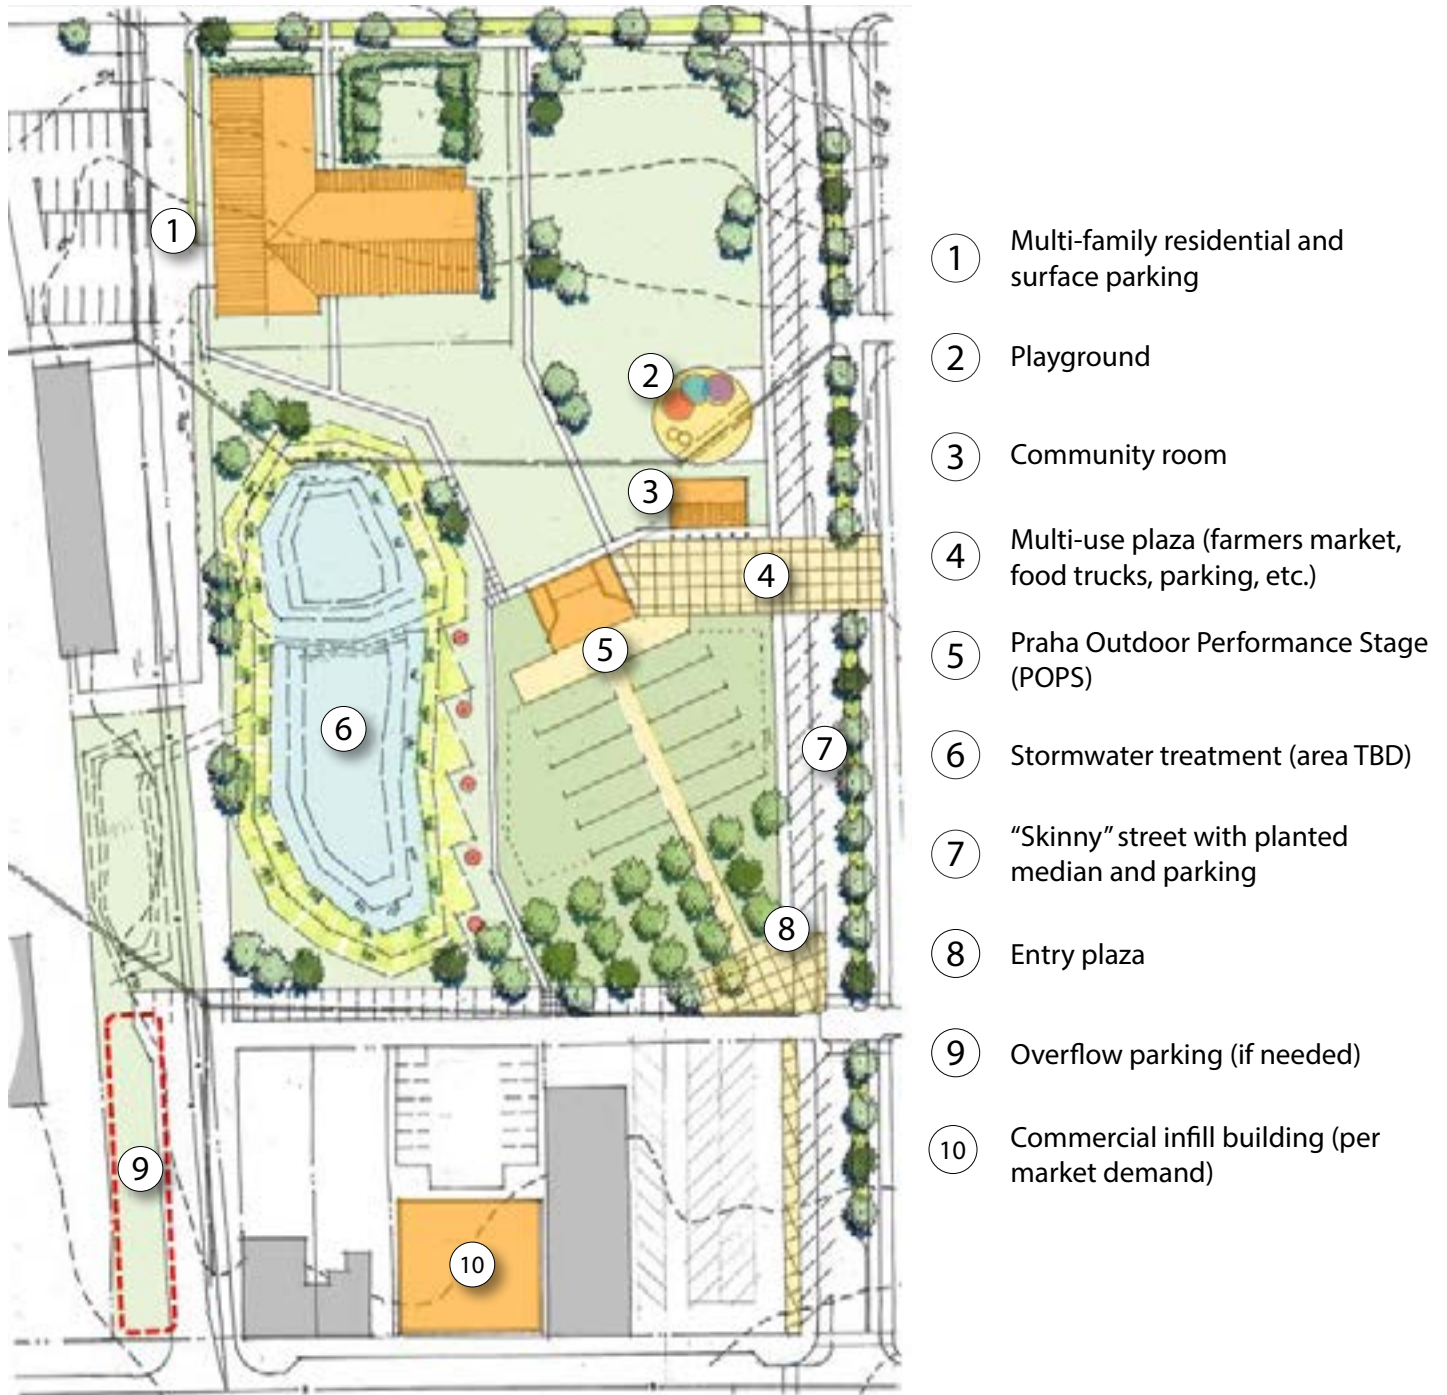 1
2
3
4
5
6
7
8
9
10
1
Multi-family residential and
surface parking
2
Playground
3
Community room
4
Multi-use plaza (farmers market,
food trucks, parking, etc.)
5
Praha Outdoor Performance Stage
(POPS)
6
Stormwater treatment (area TBD)
7
“Skinny” street with planted
median and parking
8
Entry plaza
9
Overflow parking (if needed)
10
Commercial infill building (per
market demand)